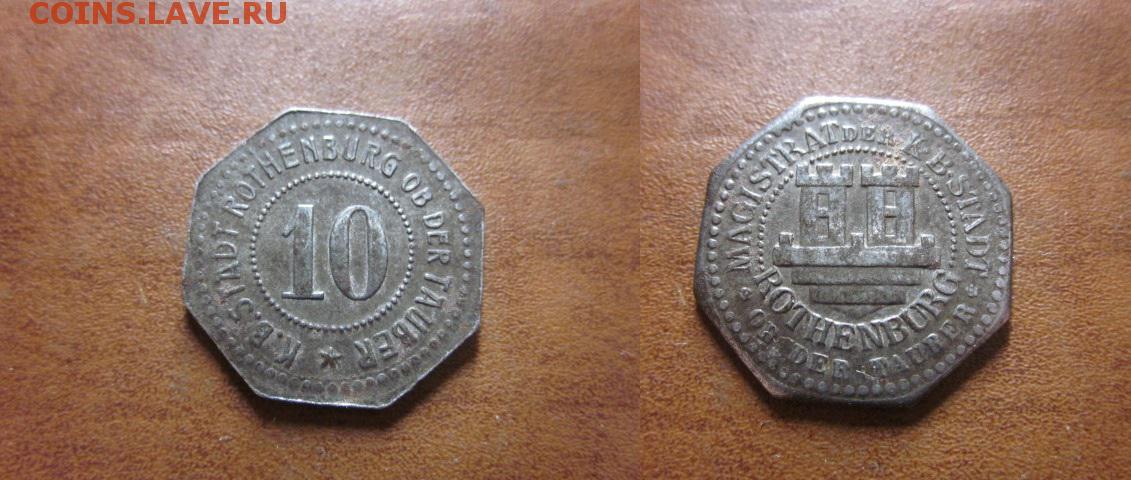 COINS.LAVE.RU
K.B.STADT ROTHENBURG OB DER TAUBER
10
MAGISTRAT DER K.B.STADT
ROTHENBURG
OB DER TAUBER